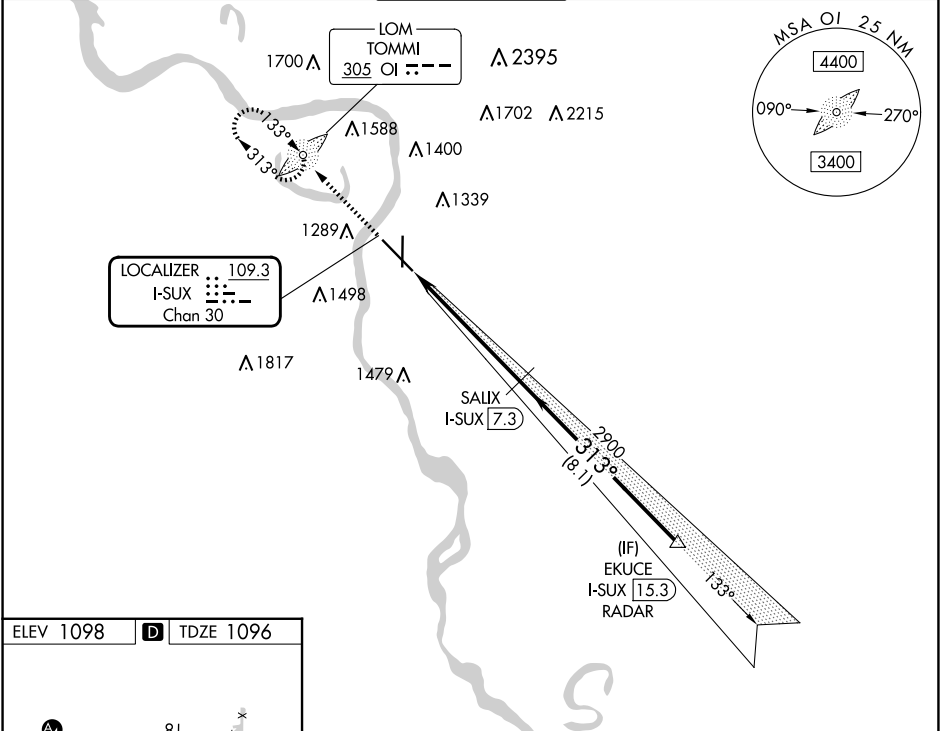 LOM
TOMMI
305 OI
1700
2395
1702
2215
1588
1400
1339
1289
133°
313°
MSA OI 25 NM
4400
090°
270°
3400
LOCALIZER 109.3
I-SUX
Chan 30
1498
1817
1479
SALIX
I-SUX 7.3
2900
313°
(8.1)
(IF)
EKUCE
I-SUX 15.3
RADAR
133°
ELEV 1098 D TDZE 1096